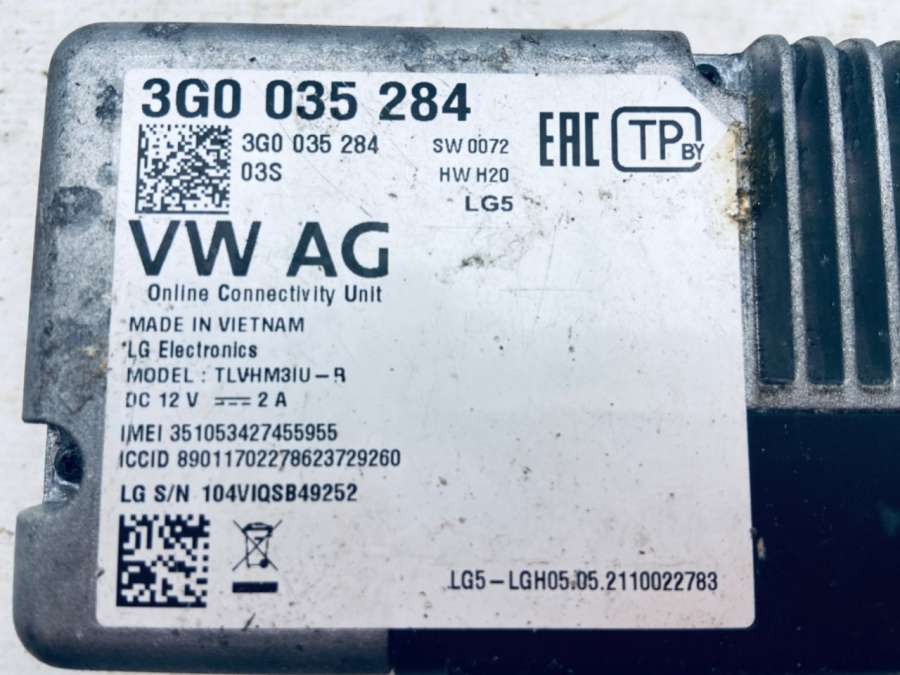 3G0 035 284
3G0 035 284 SW 0072
03S HW H20
LG5
EAC TP BY
VW AG
Online Connectivity Unit
MADE IN VIETNAM
LG Electronics
MODEL : TLVHM3IU-R
DC 12 V ⎓ 2 A
IMEI 351053427455955
ICCID 89011702278623729260
LG S/N 104VIQSB49252
LG5-LGH05.05.2110022783